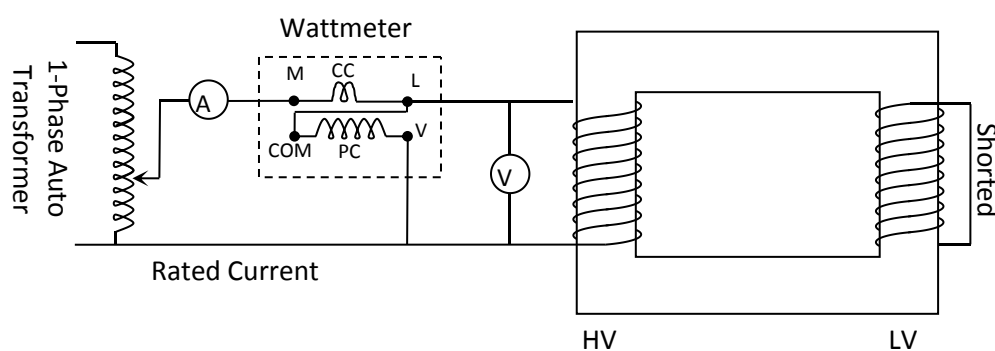 1-Phase Auto
Transformer
A
Wattmeter
M
CC
L
COM
PC
V
V
Rated Current
HV
LV
Shorted